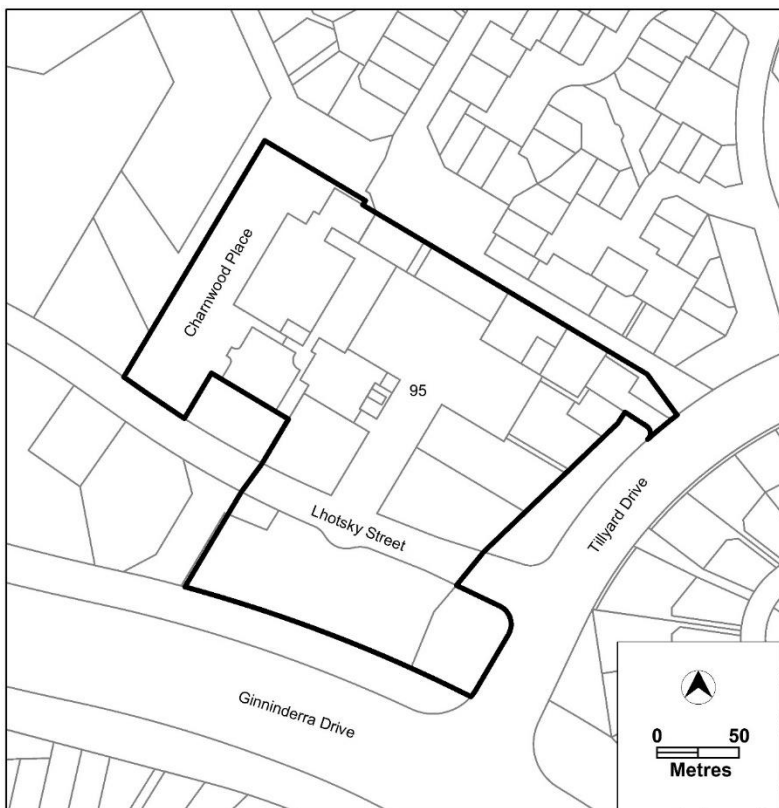 Charnwood Place
95
Lhotsky Street
Tillyard Drive
Ginninderra Drive
0 50
Metres